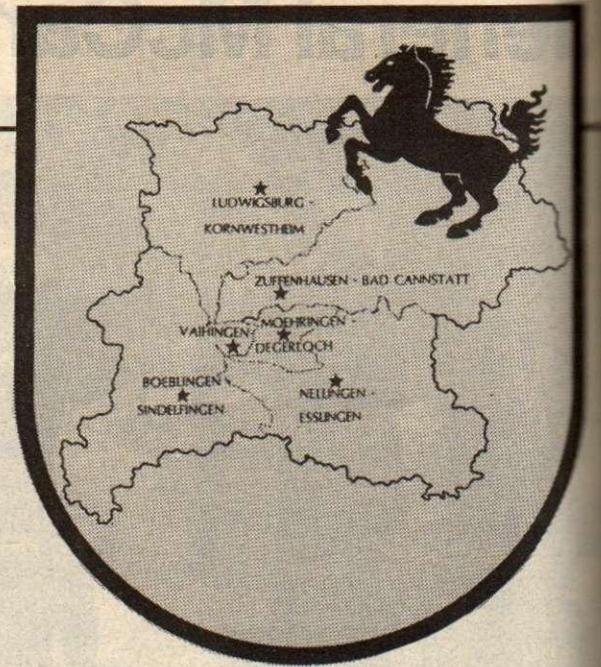 LUDWIGSBURG -
KORNWESTHEIM
ZUFFENHAUSEN - BAD CANNSTATT
VAIHINGEN
MOEHRINGEN -
DEGERLOCH
BOEBLINGEN -
SINDELFINGEN
NELLINGEN -
ESSLINGEN